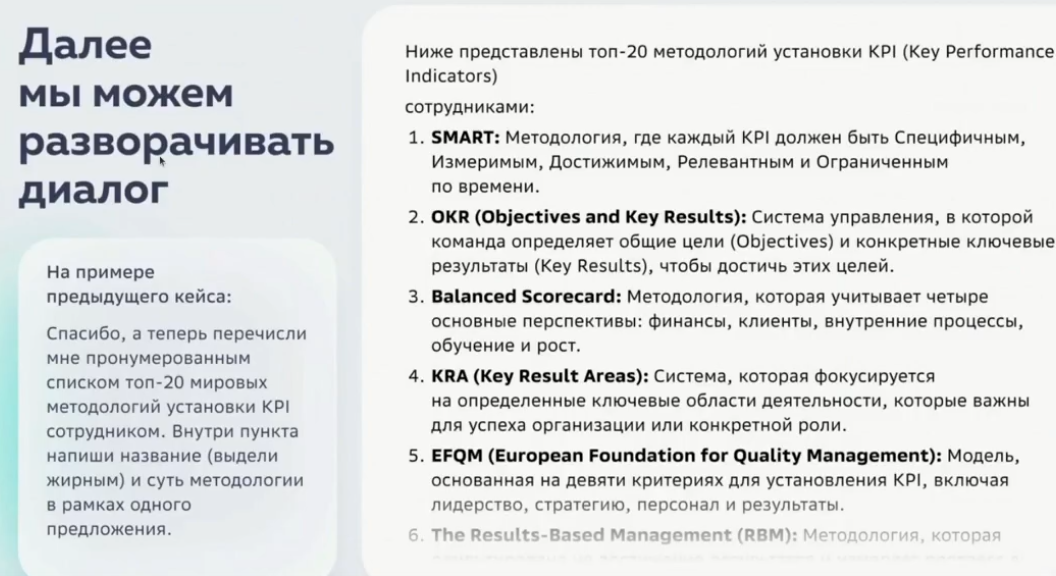 Далее
мы можем
разворачивать
диалог
На примере
предыдущего кейса:
Спасибо, а теперь перечисли
мне пронумерованным
списком топ-20 мировых
методологий установки KPI
сотрудником. Внутри пункта
напиши название (выдели
жирным) и суть методологии
в рамках одного
предложения.
Ниже представлены топ-20 методологий установки KPI (Key Performance
Indicators)
сотрудниками:
1. SMART: Методология, где каждый KPI должен быть Специфичным,
Измеримым, Достижимым, Релевантным и Ограниченным
по времени.
2. OKR (Objectives and Key Results): Система управления, в которой
команда определяет общие цели (Objectives) и конкретные ключевые
результаты (Key Results), чтобы достичь этих целей.
3. Balanced Scorecard: Методология, которая учитывает четыре
основные перспективы: финансы, клиенты, внутренние процессы,
обучение и рост.
4. KRA (Key Result Areas): Система, которая фокусируется
на определенные ключевые области деятельности, которые важны
для успеха организации или конкретной роли.
5. EFQM (European Foundation for Quality Management): Модель,
основанная на девяти критериях для установления KPI, включая
лидерство, стратегию, персонал и результаты.
6. The Results-Based Management (RBM): Методология, которая